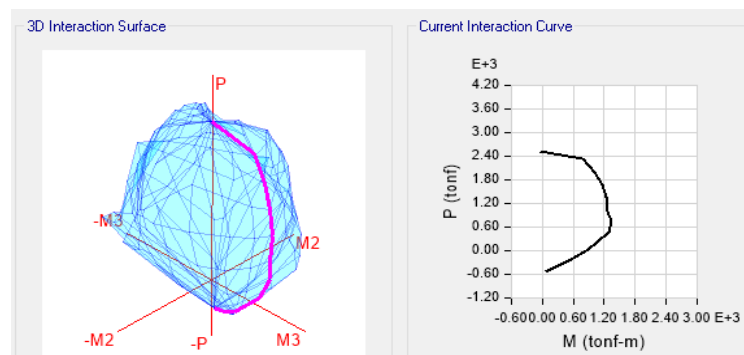 3D Interaction Surface
P
-M3
M2
-M2
-P
M3
Current Interaction Curve
E+3
4.20
3.60
3.00
2.40
1.80
1.20
0.60
0.00
-0.60
-1.20
P (tonf)
-0.600.00 0.60 1.20 1.80 2.40 3.00 E+3
M (tonf-m)